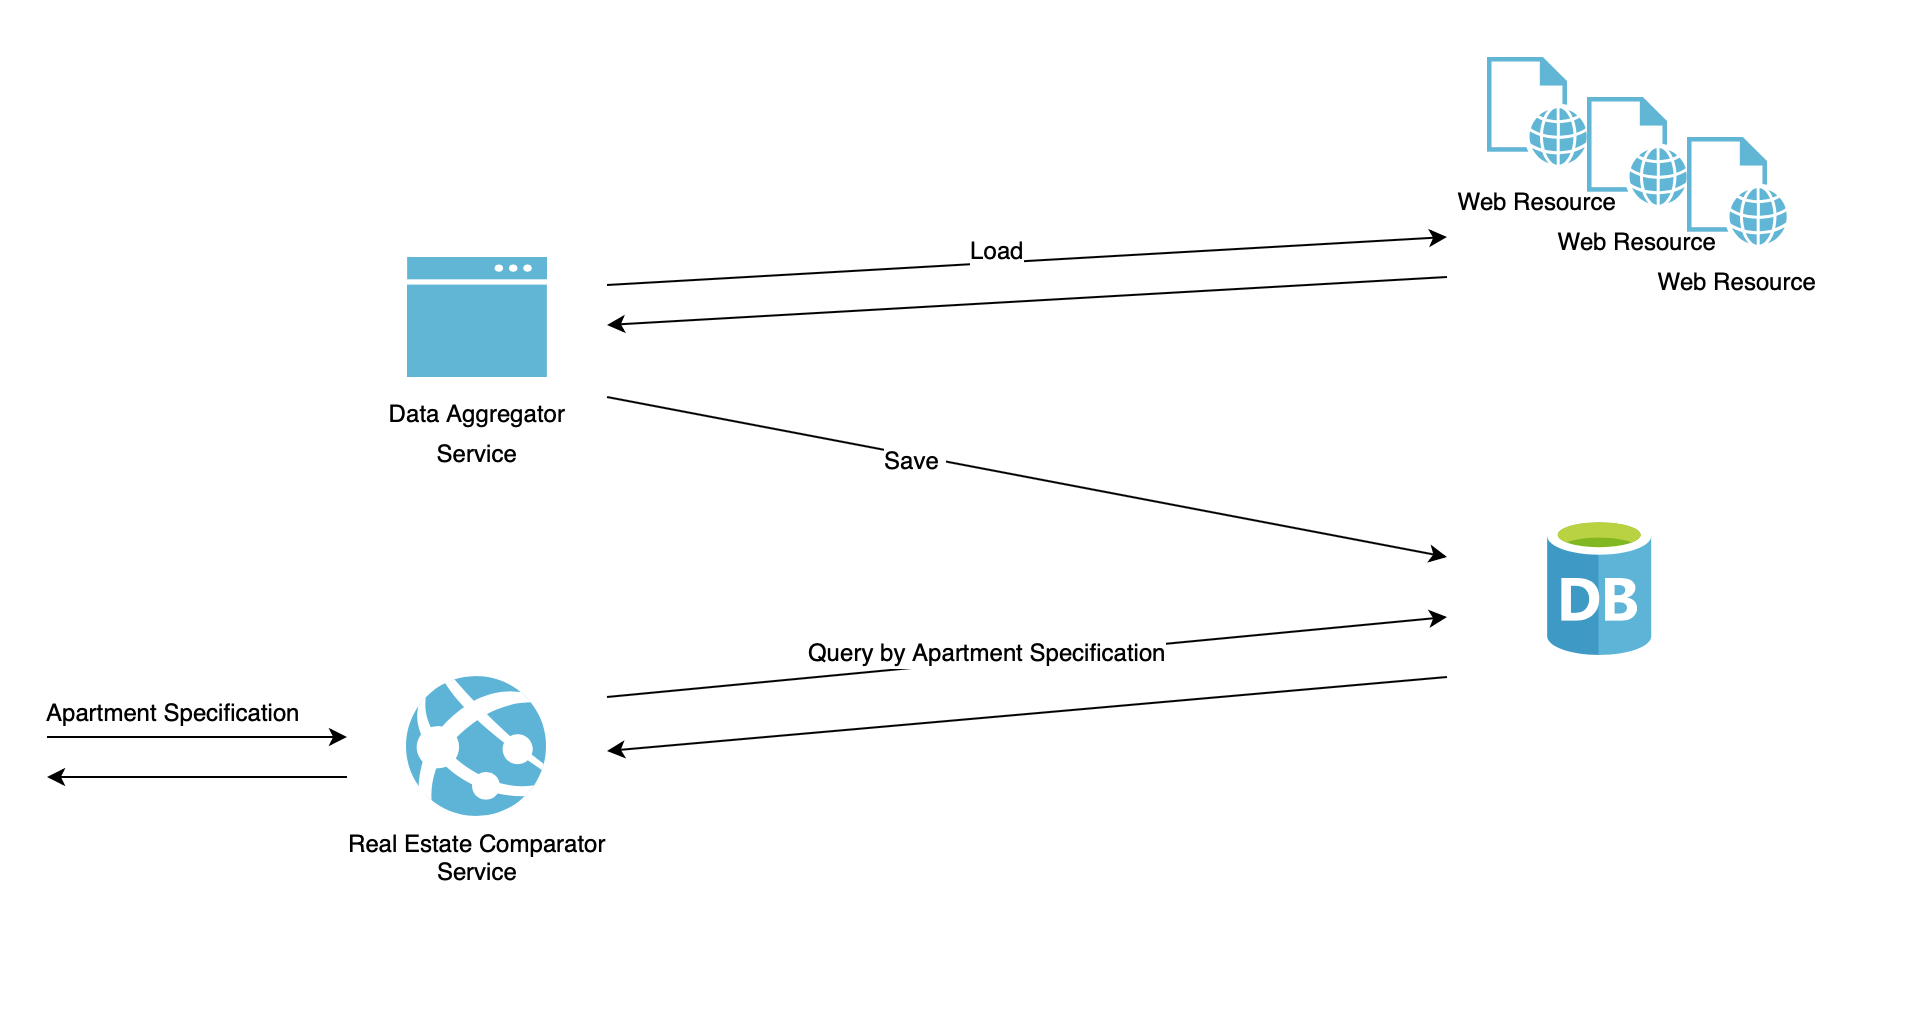 Web Resource
Web Resource
Web Resource
Load
Data Aggregator
Service
Save
DB
Query by Apartment Specification
Apartment Specification
Real Estate Comparator
Service